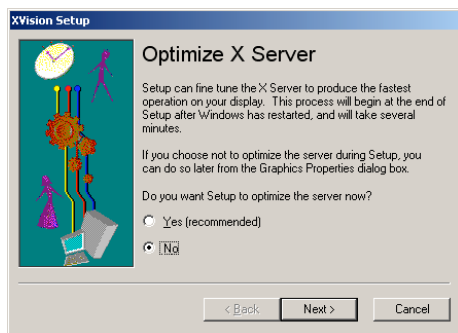 XVision Setup
Optimize X Server
Setup can fine tune the X Server to produce the fastest
operation on your display. This process will begin at the end of
Setup after Windows has restarted, and will take several
minutes.
If you choose not to optimize the server during Setup, you
can do so later from the Graphics Properties dialog box.
Do you want Setup to optimize the server now?
Yes (recommended)
No
< Back Next > Cancel